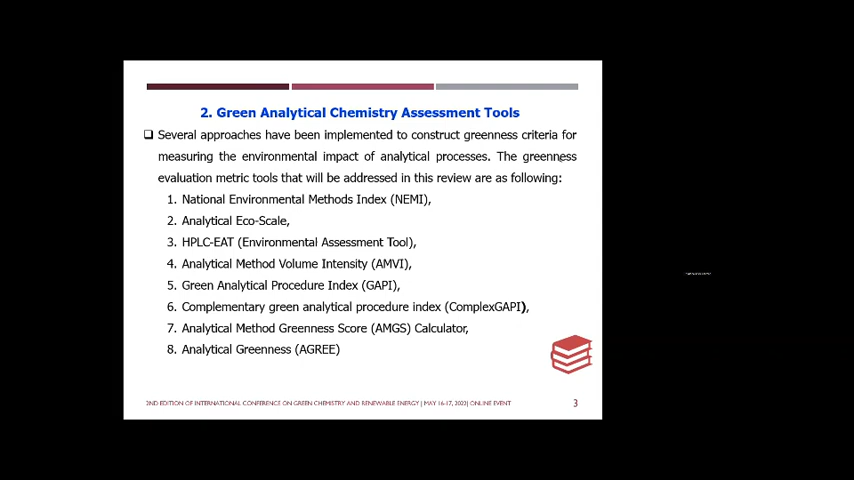 2. Green Analytical Chemistry Assessment Tools
Several approaches have been implemented to construct greenness criteria for
measuring the environmental impact of analytical processes. The greenness
evaluation metric tools that will be addressed in this review are as following:
1. National Environmental Methods Index (NEMI),
2. Analytical Eco-Scale,
3. HPLC-EAT (Environmental Assessment Tool),
4. Analytical Method Volume Intensity (AMVI),
5. Green Analytical Procedure Index (GAPI),
6. Complementary green analytical procedure index (ComplexGAPI),
7. Analytical Method Greenness Score (AMGS) Calculator,
8. Analytical Greenness (AGREE)
2ND EDITION OF INTERNATIONAL CONFERENCE ON GREEN CHEMISTRY AND RENEWABLE ENERGY | MAY 16-17, 2022| ONLINE EVENT
3